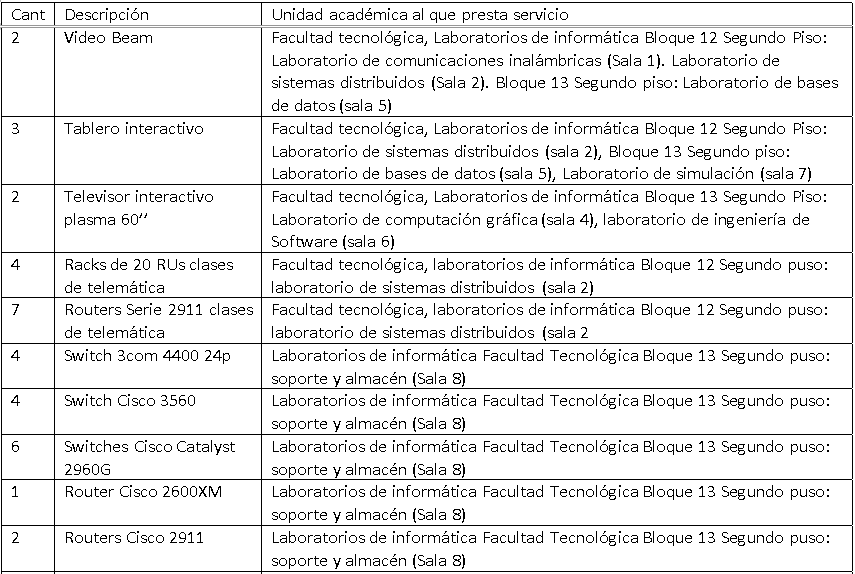 Cant Descripción Unidad académica al que presta servicio
2 Video Beam Facultad tecnológica, Laboratorios de informática Bloque 12 Segundo Piso:
Laboratorio de comunicaciones inalámbricas (Sala 1). Laboratorio de
sistemas distribuidos (Sala 2). Bloque 13 Segundo piso: Laboratorio de bases
de datos (sala 5)
3 Tablero interactivo Facultad tecnológica, Laboratorios de informática Bloque 12 Segundo Piso:
Laboratorio de sistemas distribuidos (sala 2), Bloque 13 Segundo piso:
Laboratorio de bases de datos (sala 5), Laboratorio de simulación (sala 7)
2 Televisor interactivo Facultad tecnológica, Laboratorios de informática Bloque 13 Segundo Piso:
plasma 60’’ Laboratorio de computación gráfica (sala 4), laboratorio de ingeniería de
Software (sala 6)
4 Racks de 20 RUs clases Facultad tecnológica, laboratorios de informática Bloque 12 Segundo puso:
de telemática laboratorio de sistemas distribuidos (sala 2)
7 Routers Serie 2911 clases Facultad tecnológica, laboratorios de informática Bloque 12 Segundo puso:
de telemática laboratorio de sistemas distribuidos (sala 2
4 Switch 3com 4400 24p Laboratorios de informática Facultad Tecnológica Bloque 13 Segundo puso:
soporte y almacén (Sala 8)
4 Switch Cisco 3560 Laboratorios de informática Facultad Tecnológica Bloque 13 Segundo puso:
soporte y almacén (Sala 8)
6 Switches Cisco Catalyst Laboratorios de informática Facultad Tecnológica Bloque 13 Segundo puso:
2960G soporte y almacén (Sala 8)
1 Router Cisco 2600XM Laboratorios de informática Facultad Tecnológica Bloque 13 Segundo puso:
soporte y almacén (Sala 8)
2 Routers Cisco 2911 Laboratorios de informática Facultad Tecnológica Bloque 13 Segundo puso:
soporte y almacén (Sala 8)